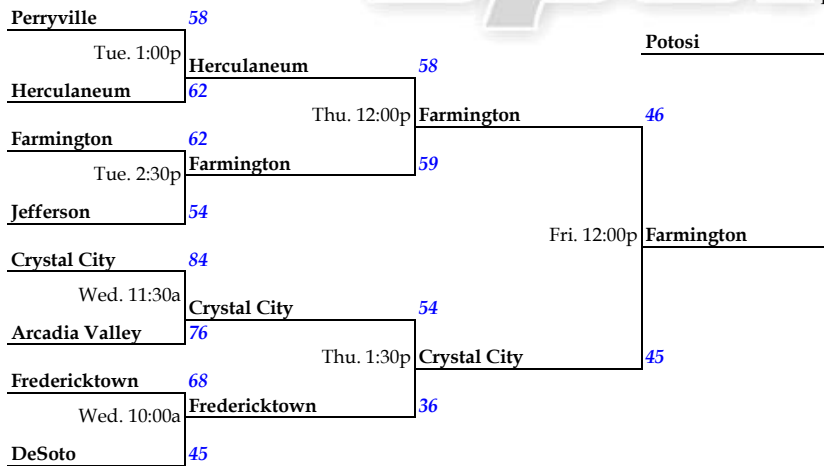 Perryville 58
Potosi
Tue. 1:00p
Herculaneum 58
Herculaneum 62
Thu. 12:00p Farmington 46
Farmington 62
Tue. 2:30p Farmington 59
Jefferson 54
Fri. 12:00p Farmington
Crystal City 84
Wed. 11:30a
Crystal City 54
Arcadia Valley 76
Thu. 1:30p Crystal City 45
Fredericktown 68
Wed. 10:00a Fredericktown 36
DeSoto 45